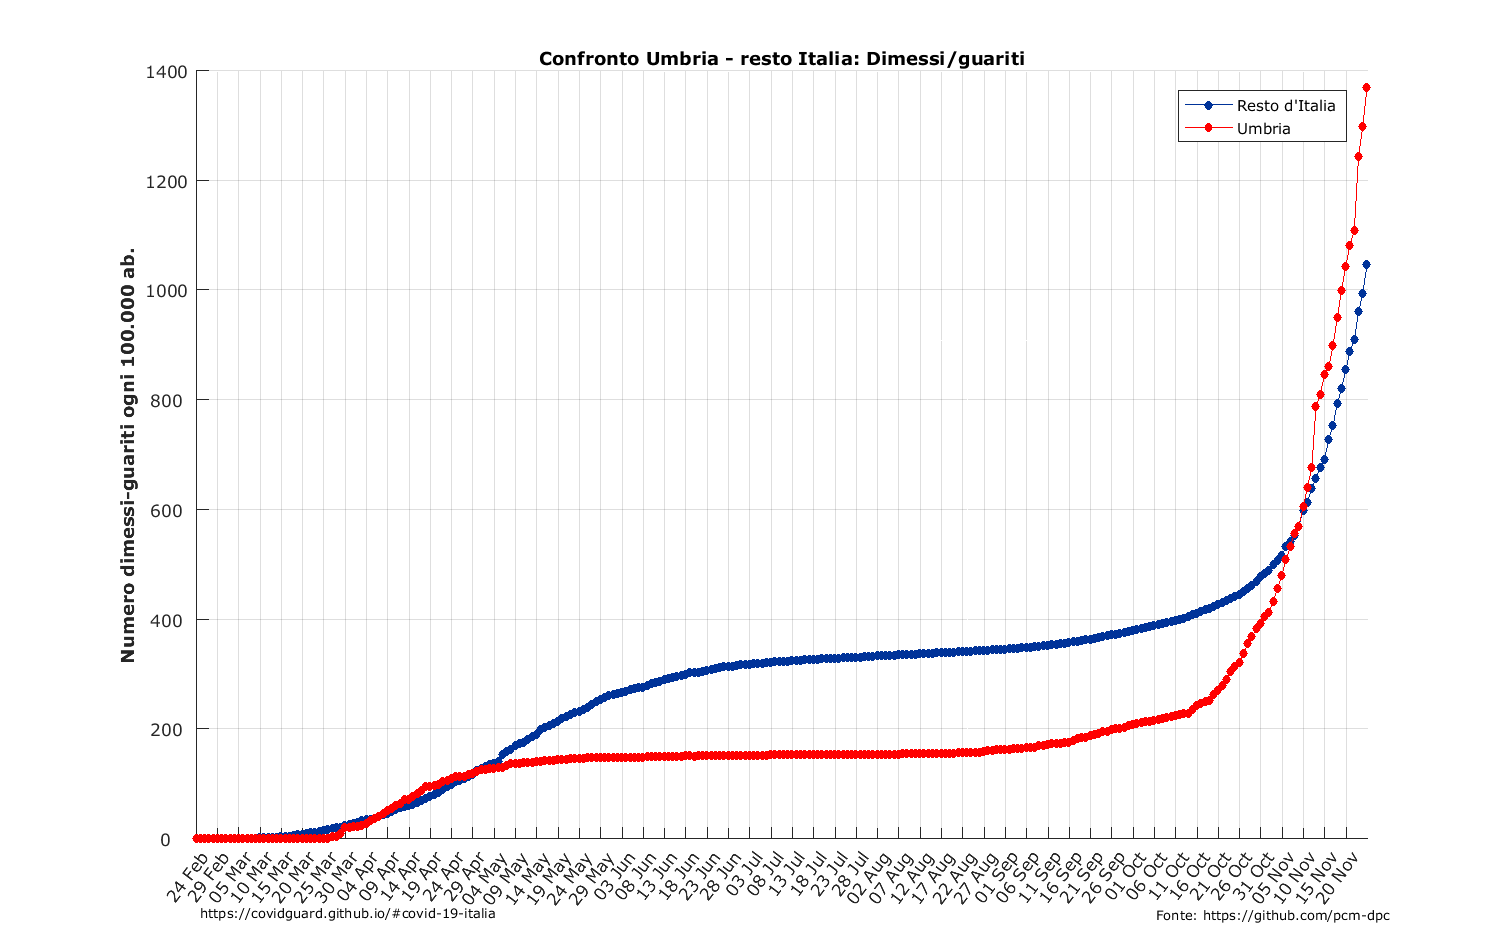 Confronto Umbria - resto Italia: Dimessi/guariti
Numero dimessi-guariti ogni 100.000 ab.
1400
1200
1000
800
600
400
200
0
Resto d'Italia
Umbria
24 Feb
29 Feb
05 Mar
10 Mar
15 Mar
20 Mar
25 Mar
30 Mar
04 Apr
09 Apr
14 Apr
19 Apr
24 Apr
29 Apr
04 May
09 May
14 May
19 May
24 May
29 May
03 Jun
08 Jun
13 Jun
18 Jun
23 Jun
28 Jun
03 Jul
08 Jul
13 Jul
18 Jul
23 Jul
28 Jul
02 Aug
07 Aug
12 Aug
17 Aug
22 Aug
27 Aug
01 Sep
06 Sep
11 Sep
16 Sep
21 Sep
26 Sep
01 Oct
06 Oct
11 Oct
16 Oct
21 Oct
26 Oct
31 Oct
05 Nov
10 Nov
15 Nov
20 Nov
https://covidguard.github.io/#covid-19-italia
Fonte: https://github.com/pcm-dpc